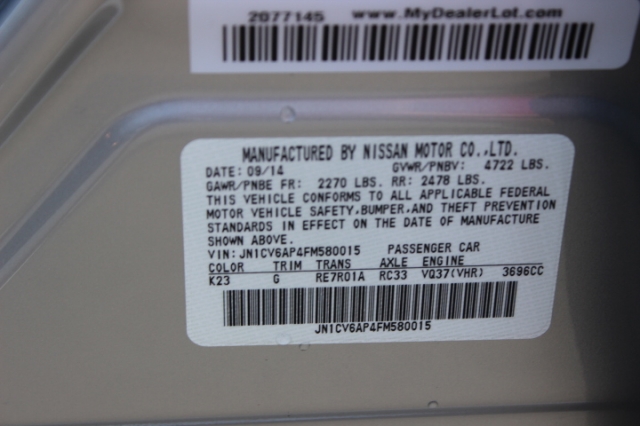 2077145 www.MyDealerLot.com
MANUFACTURED BY NISSAN MOTOR CO.,LTD.
DATE: 09/14 GVWR/PNBV: 4722 LBS.
GAWR/PNBE FR: 2270 LBS. RR: 2478 LBS.
THIS VEHICLE CONFORMS TO ALL APPLICABLE FEDERAL
MOTOR VEHICLE SAFETY,BUMPER,AND THEFT PREVENTION
STANDARDS IN EFFECT ON THE DATE OF MANUFACTURE
SHOWN ABOVE.
VIN: JN1CV6AP4FM580015 PASSENGER CAR
COLOR TRIM TRANS AXLE ENGINE
K23 G RE7R01A RC33 VQ37(VHR) 3696CC
JN1CV6AP4FM580015